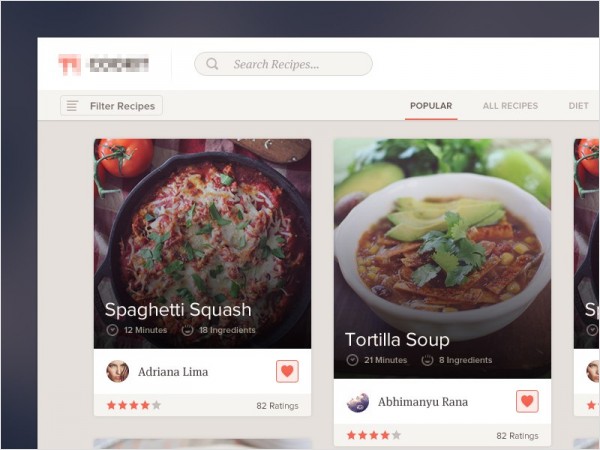 Search Recipes...
Filter Recipes
POPULAR
ALL RECIPES
DIET
Spaghetti Squash
12 Minutes
18 Ingredients
Adriana Lima
82 Ratings
Tortilla Soup
21 Minutes
8 Ingredients
Abhimanyu Rana
82 Ratings